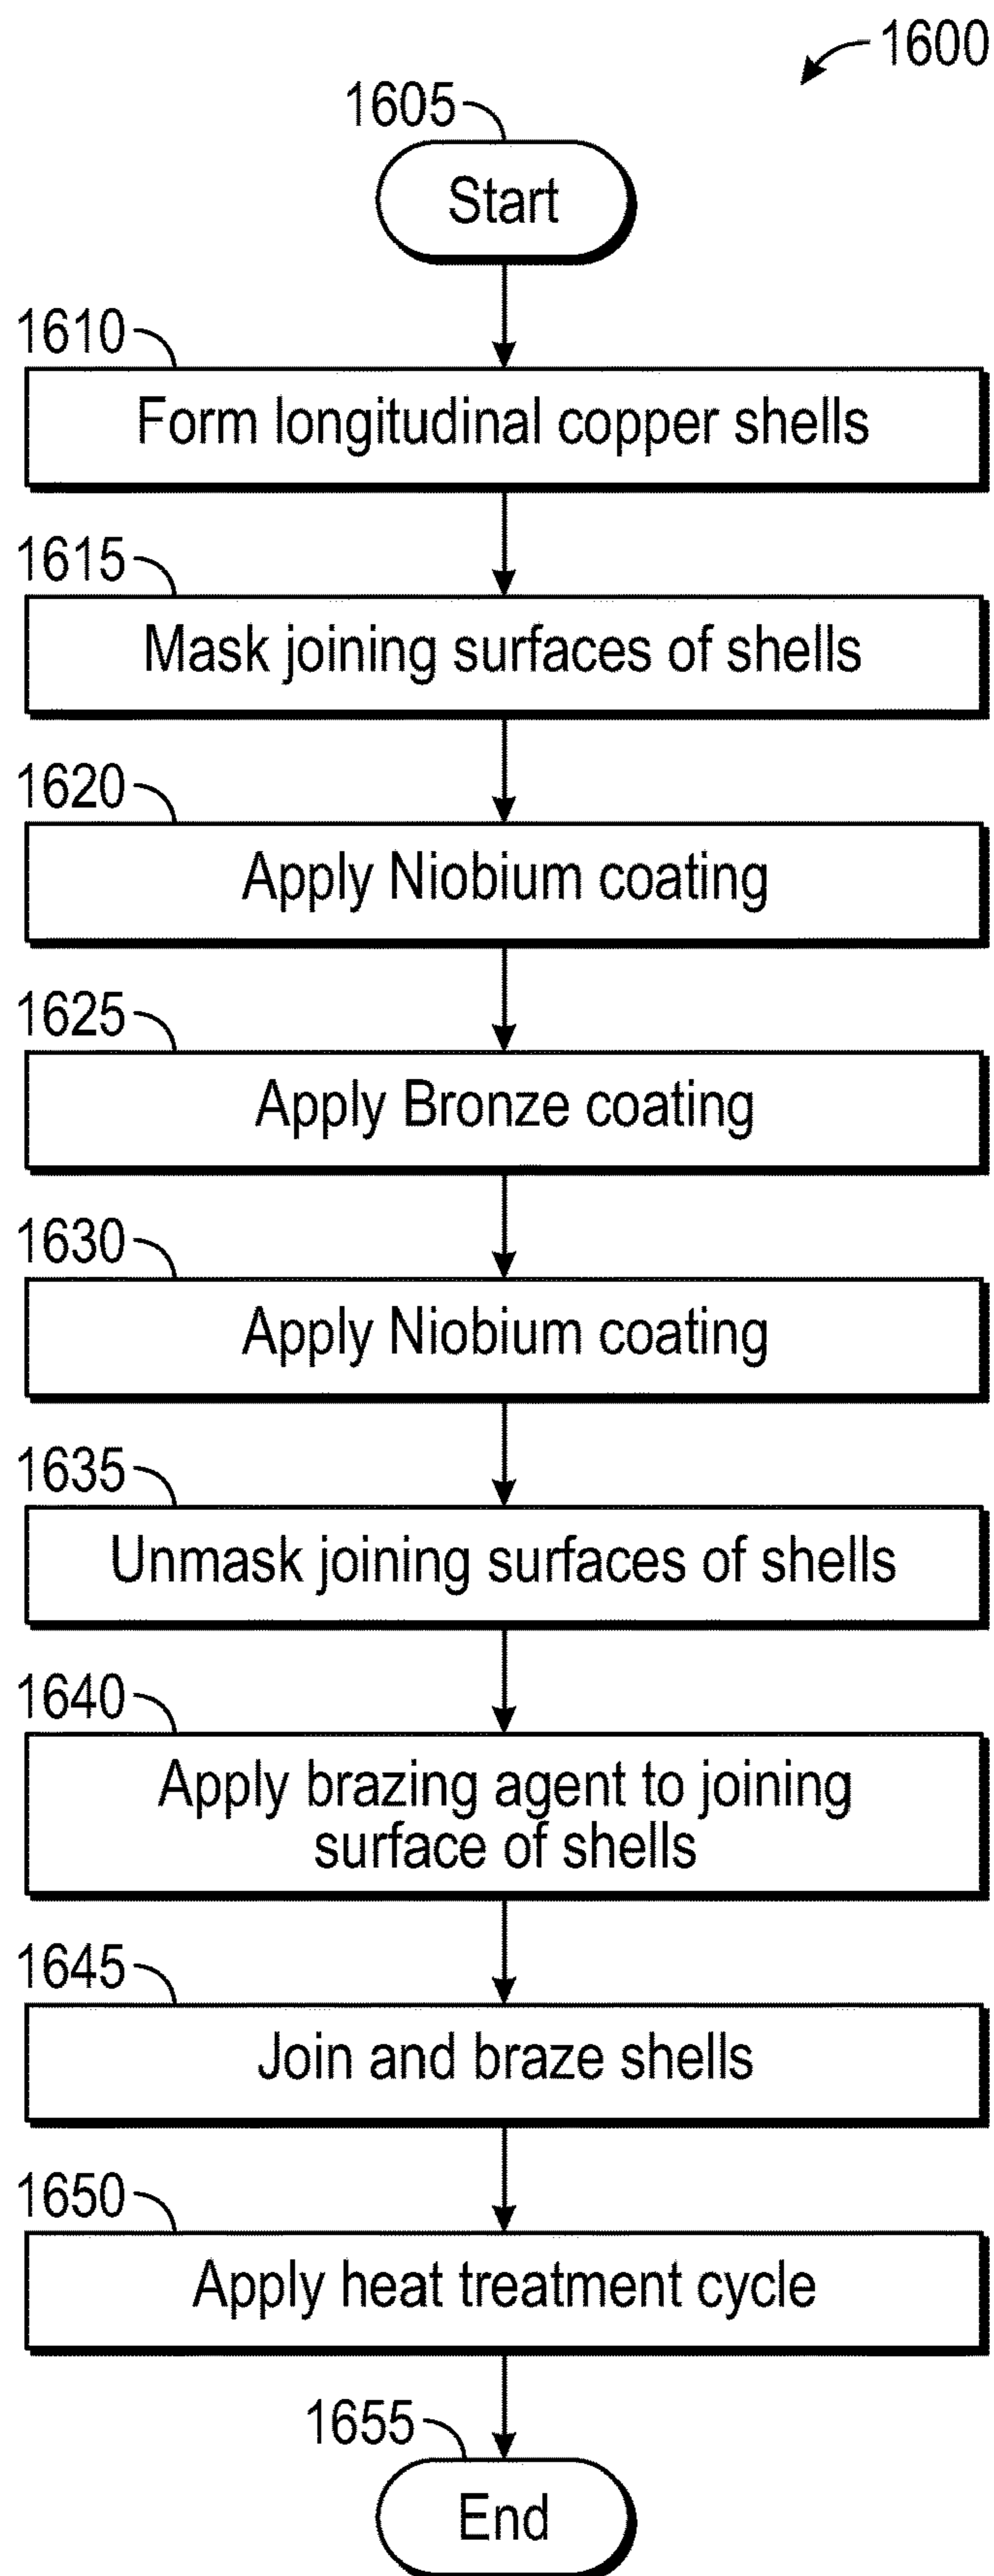 1600
1605
Start
1610
Form longitudinal copper shells
1615
Mask joining surfaces of shells
1620
Apply Niobium coating
1625
Apply Bronze coating
1630
Apply Niobium coating
1635
Unmask joining surfaces of shells
1640
Apply brazing agent to joining
surface of shells
1645
Join and braze shells
1650
Apply heat treatment cycle
1655
End